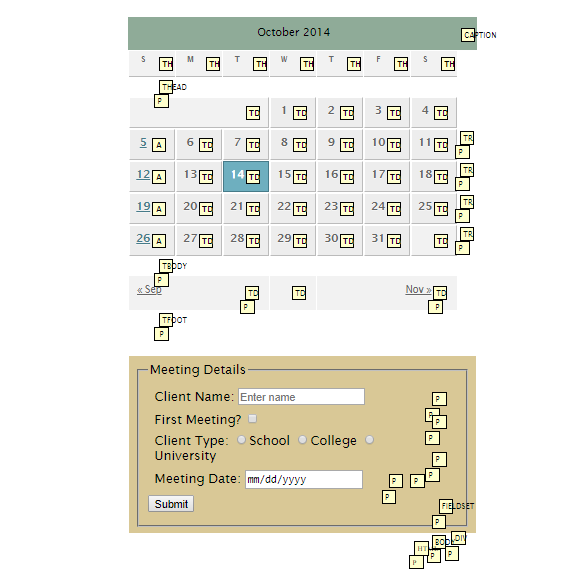 October 2014 CAPTION
S TH M TH T TH W TH T TH F TH S TH
THEAD
P
TD 1 TD 2 TD 3 TD 4 TD
5 A 6 TD 7 TD 8 TD 9 TD 10 TD 11 TD TR
P
12 A 13 TD 14 TD 15 TD 16 TD 17 TD 18 TD TR
P
19 A 20 TD 21 TD 22 TD 23 TD 24 TD 25 TD TR
P
26 A 27 TD 28 TD 29 TD 30 TD 31 TD TD TR
P
TBODY
P
« Sep TD TD Nov » TD
P P
TFOOT
P
Meeting Details
Client Name: Enter name P
First Meeting? P P
Client Type: School College P
University P
P
Meeting Date: mm/dd/yyyy P P
P
Submit FIELDSET
P
BODY DIV
HT
P P P